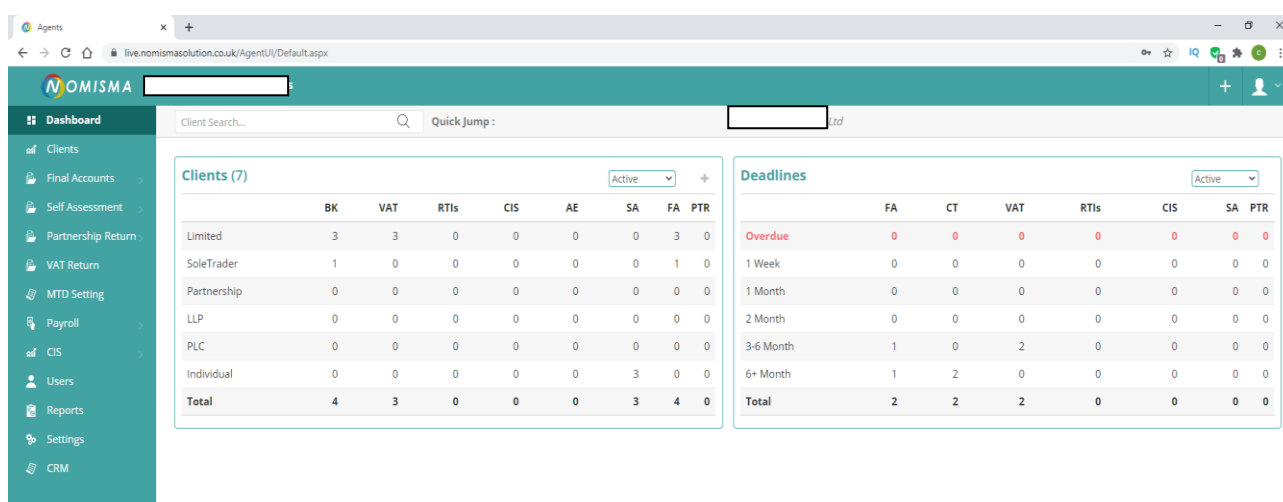 Agents
live.nomismasolution.co.uk/AgentUI/Default.aspx
IQ 0 C
NOMISMA
Dashboard
Client Search...
Quick Jump :
Ltd
Clients
Final Accounts
Self Assessment
Partnership Return
VAT Return
MTD Setting
Payroll
CIS
Users
Reports
Settings
CRM
Clients (7) Active
BK VAT RTIs CIS AE SA FA PTR
Limited 3 3 0 0 0 0 3 0
SoleTrader 1 0 0 0 0 0 1 0
Partnership 0 0 0 0 0 0 0 0
LLP 0 0 0 0 0 0 0 0
PLC 0 0 0 0 0 0 0 0
Individual 0 0 0 0 0 3 0 0
Total 4 3 0 0 0 3 4 0
Deadlines Active
FA CT VAT RTIs CIS SA PTR
Overdue 0 0 0 0 0 0 0
1 Week 0 0 0 0 0 0 0
1 Month 0 0 0 0 0 0 0
2 Month 0 0 0 0 0 0 0
3-6 Month 1 0 2 0 0 0 0
6+ Month 1 2 0 0 0 0 0
Total 2 2 2 0 0 0 0